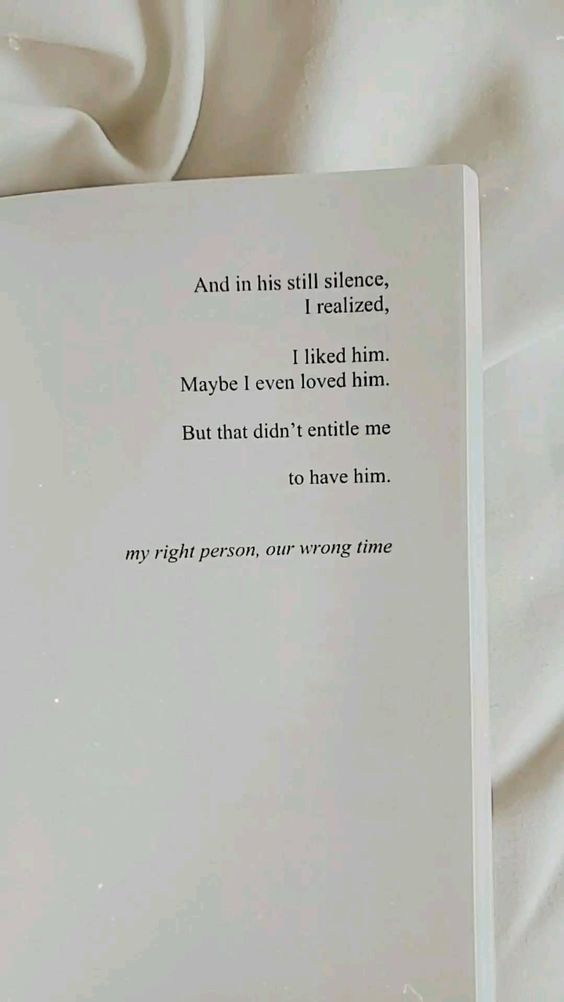 And in his still silence,
I realized,
I liked him.
Maybe I even loved him.
But that didn’t entitle me
to have him.
my right person, our wrong time